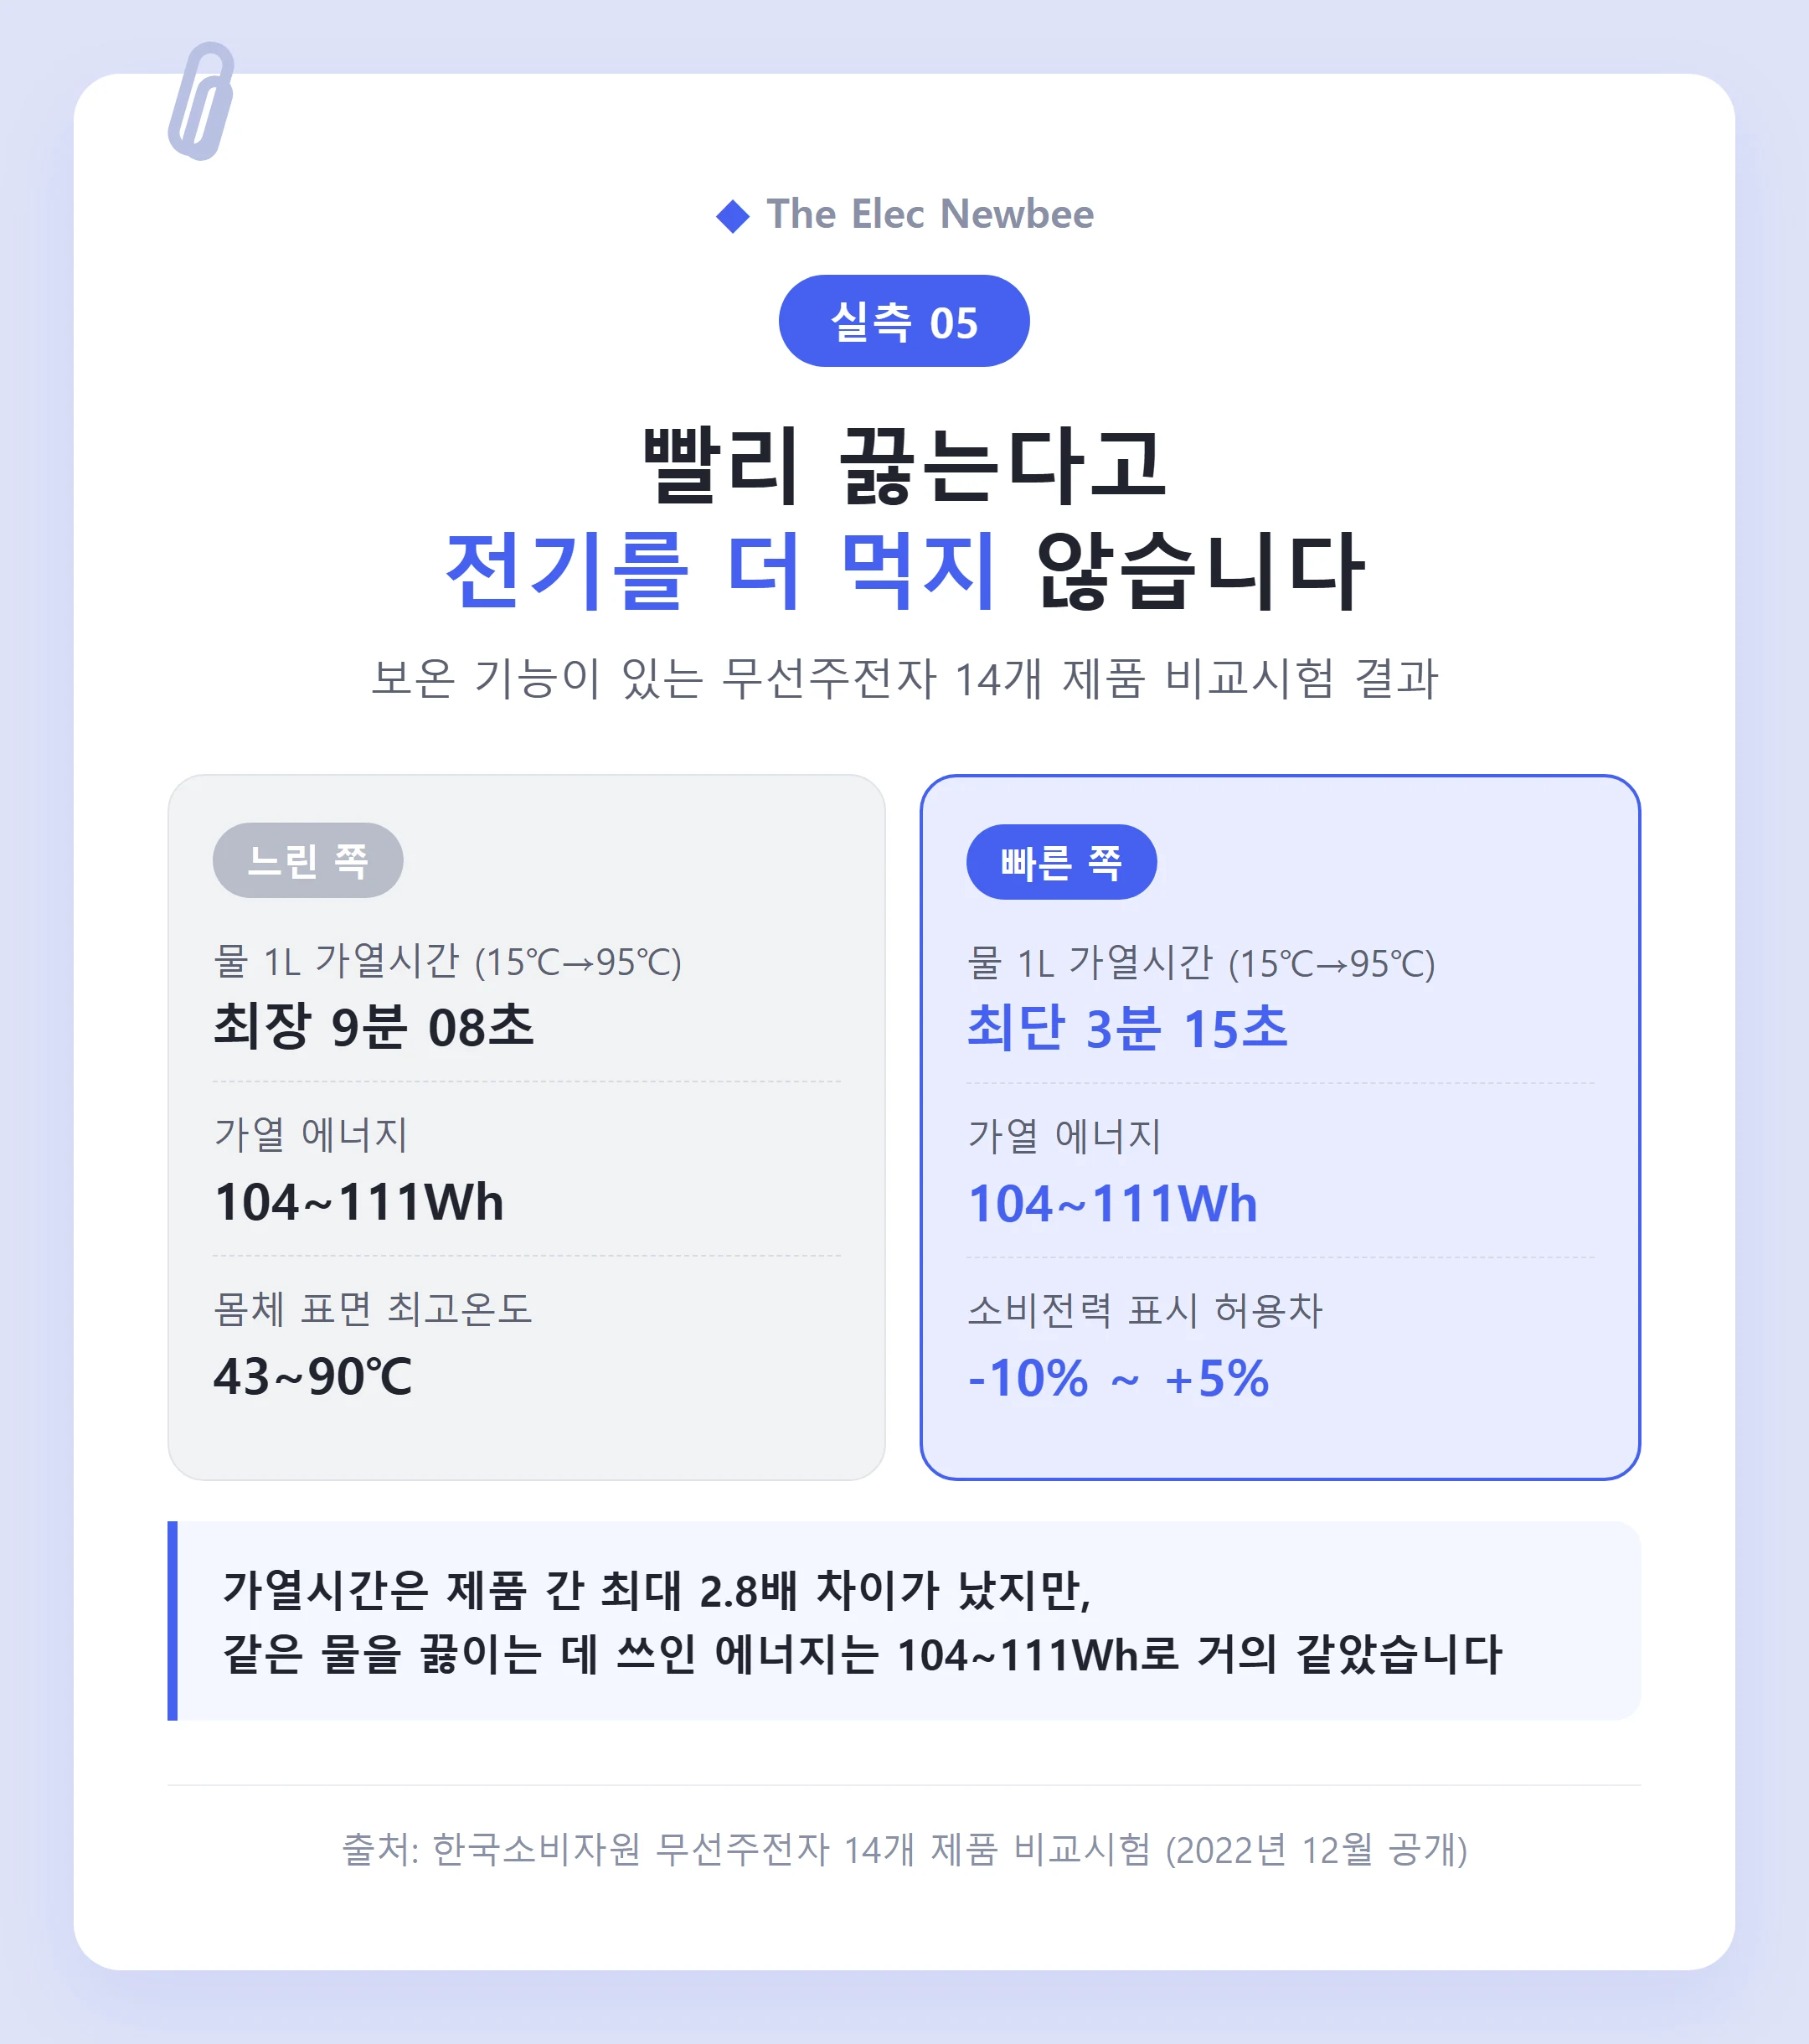 The Elec Newbee
실측 05
빨리 끓는다고
전기를 더 먹지 않습니다
보온 기능이 있는 무선주전자 14개 제품 비교시험 결과
느린 쪽
물 1L 가열시간 (15℃→95℃)
최장 9분 08초
가열 에너지
104~111Wh
몸체 표면 최고온도
43~90℃
빠른 쪽
물 1L 가열시간 (15℃→95℃)
최단 3분 15초
가열 에너지
104~111Wh
소비전력 표시 허용차
-10% ~ +5%
가열시간은 제품 간 최대 2.8배 차이가 났지만,
같은 물을 끓이는 데 쓰인 에너지는 104~111Wh로 거의 같았습니다
출처: 한국소비자원 무선주전자 14개 제품 비교시험 (2022년 12월 공개)